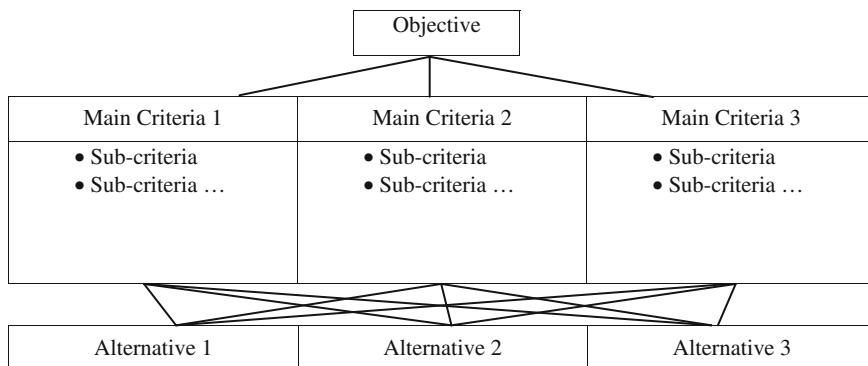 Objective
Main Criteria 1 Main Criteria 2 Main Criteria 3
• Sub-criteria • Sub-criteria • Sub-criteria
• Sub-criteria … • Sub-criteria … • Sub-criteria …
Alternative 1 Alternative 2 Alternative 3